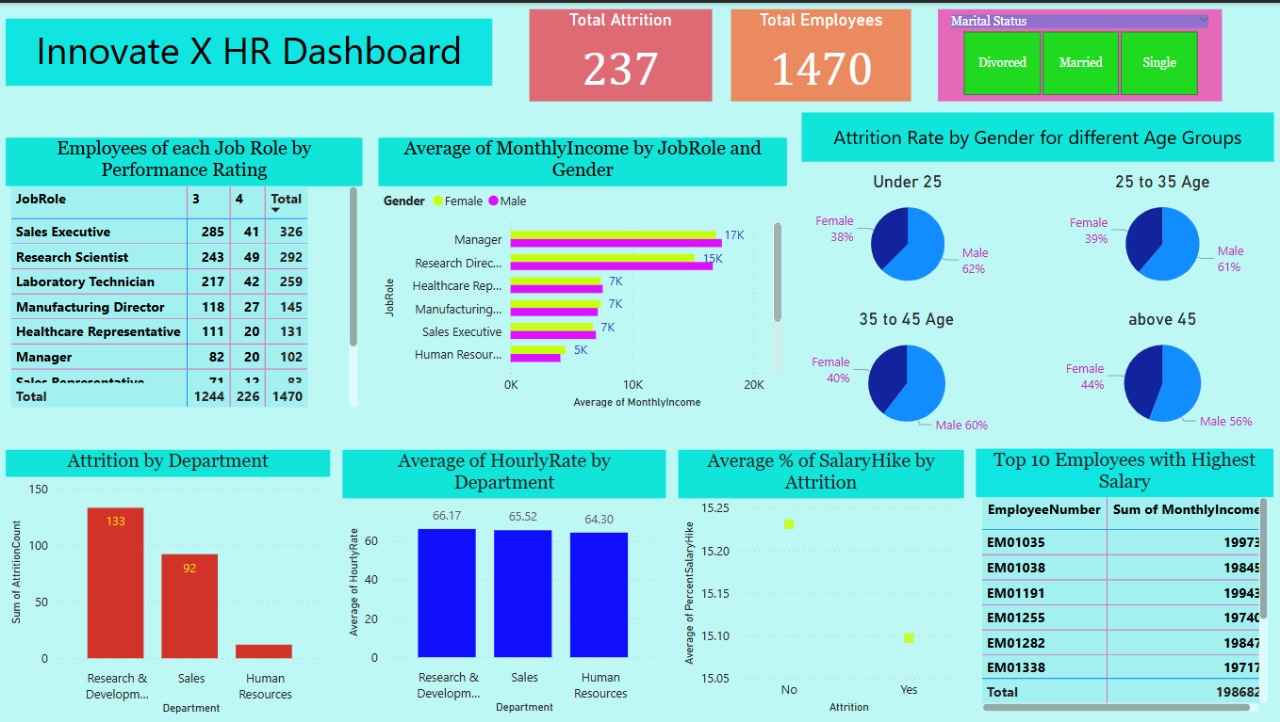 Innovate X HR Dashboard
Total Attrition
237
Total Employees
1470
Marital Status
Divorced
Married
Single
Employees of each Job Role by
Performance Rating
JobRole 3 4 Total
Sales Executive 285 41 326
Research Scientist 243 49 292
Laboratory Technician 217 42 259
Manufacturing Director 118 27 145
Healthcare Representative 111 20 131
Manager 82 20 102
Sales Representative 71 12 83
Total 1244 226 1470
Average of MonthlyIncome by JobRole and
Gender
Gender Female Male
JobRole
Manager 17K
Research Direc... 15K
Healthcare Rep... 7K
Manufacturing... 7K
Sales Executive 7K
Human Resour... 5K
0K 10K 20K
Average of MonthlyIncome
Attrition Rate by Gender for different Age Groups
Under 25
Female
38%
Male
62%
25 to 35 Age
Female
39%
Male
61%
35 to 45 Age
Female
40%
Male 60%
above 45
Female
44%
Male 56%
Attrition by Department
Sum of AttritionCount
150
100
50
0
133
92
Research &
Developm...
Sales
Human
Resources
Department
Average of HourlyRate by
Department
Average of HourlyRate
60
40
20
0
66.17
65.52
64.30
Research &
Developm...
Sales
Human
Resources
Department
Average % of SalaryHike by
Attrition
Average of PercentSalaryHike
15.25
15.20
15.15
15.10
15.05
No
Yes
Attrition
Top 10 Employees with Highest
Salary
EmployeeNumber Sum of MonthlyIncome
EM01035 19973
EM01038 19845
EM01191 19943
EM01255 19740
EM01282 19847
EM01338 19717
Total 198682